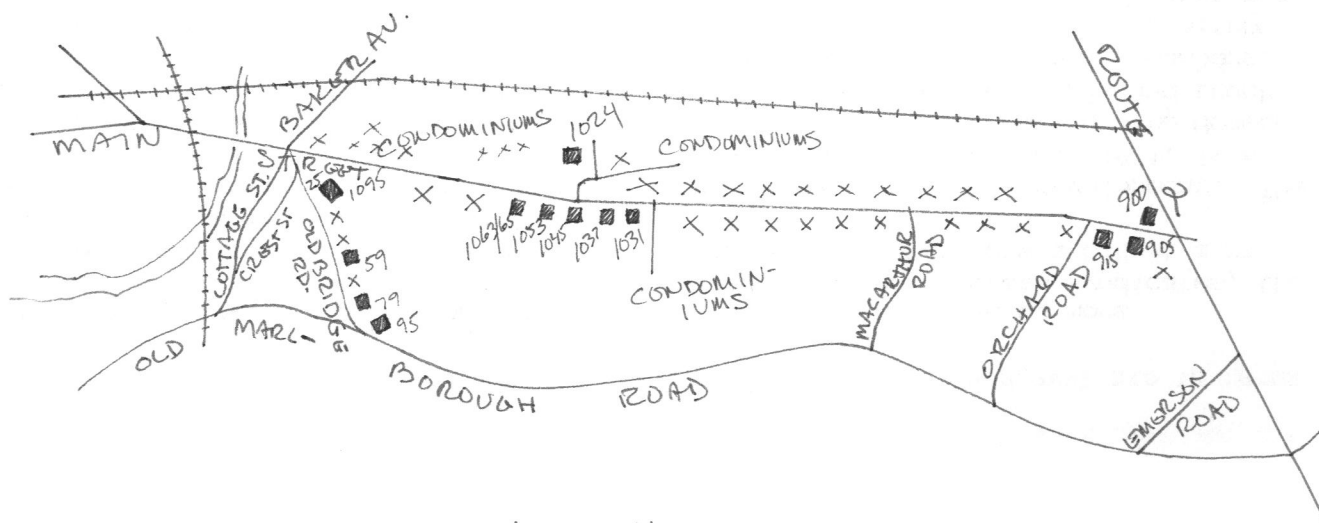 MAIN
BAKER AV.
CONDOMINIUMS
1024
CONDOMINIUMS
ROUTE
2
COTTAGE ST.
CREST ST
R
25
1095
OLD BRIDGE
RD.
59
79
95
1063/65
1053
1045
1037
1031
CONDOMIN-
IUMS
MACARTHUR
ROAD
ORCHARD
ROAD
900
915
905
OLD
MARL-
BOROUGH
ROAD
EMERSON
ROAD